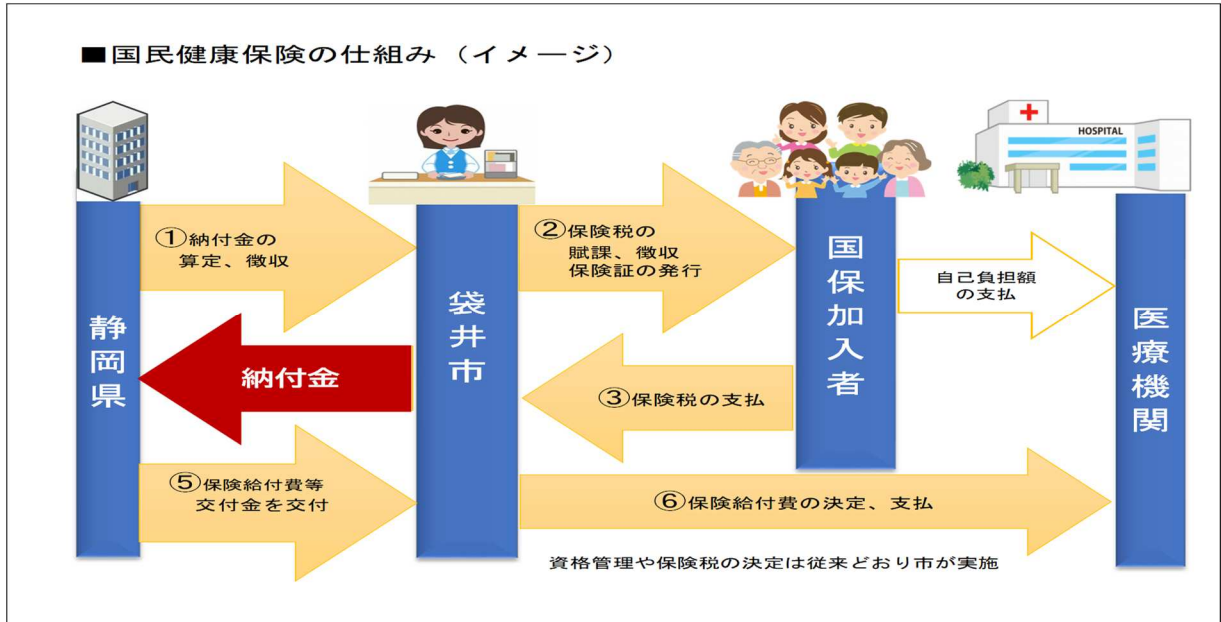 ■国民健康保険の仕組み（イメージ）
HOSPITAL
①納付金の
算定、徴収
②保険税の
賦課、徴収
保険証の発行
自己負担額
の支払
静岡県
袋井市
国保加入者
医療機関
納付金
③保険税の支払
⑤保険給付費等
交付金を交付
⑥保険給付費の決定、支払
資格管理や保険税の決定は従来どおり市が実施